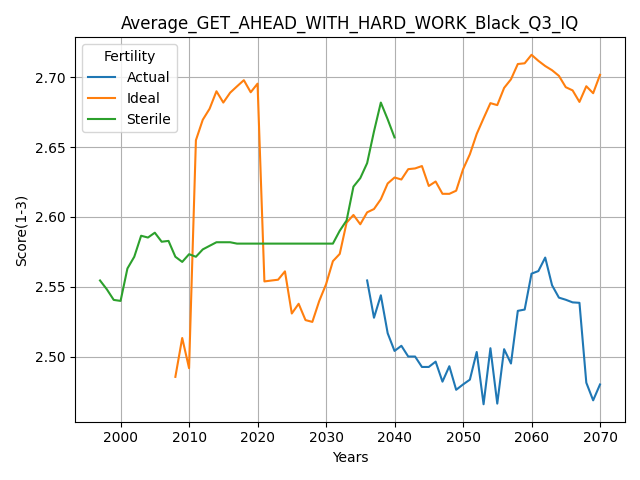 Average_GET_AHEAD_WITH_HARD_WORK_Black_Q3_IQ
Fertility
Actual
Ideal
Sterile
Score(1-3)
2.70
2.65
2.60
2.55
2.50
2000 2010 2020 2030 2040 2050 2060 2070
Years